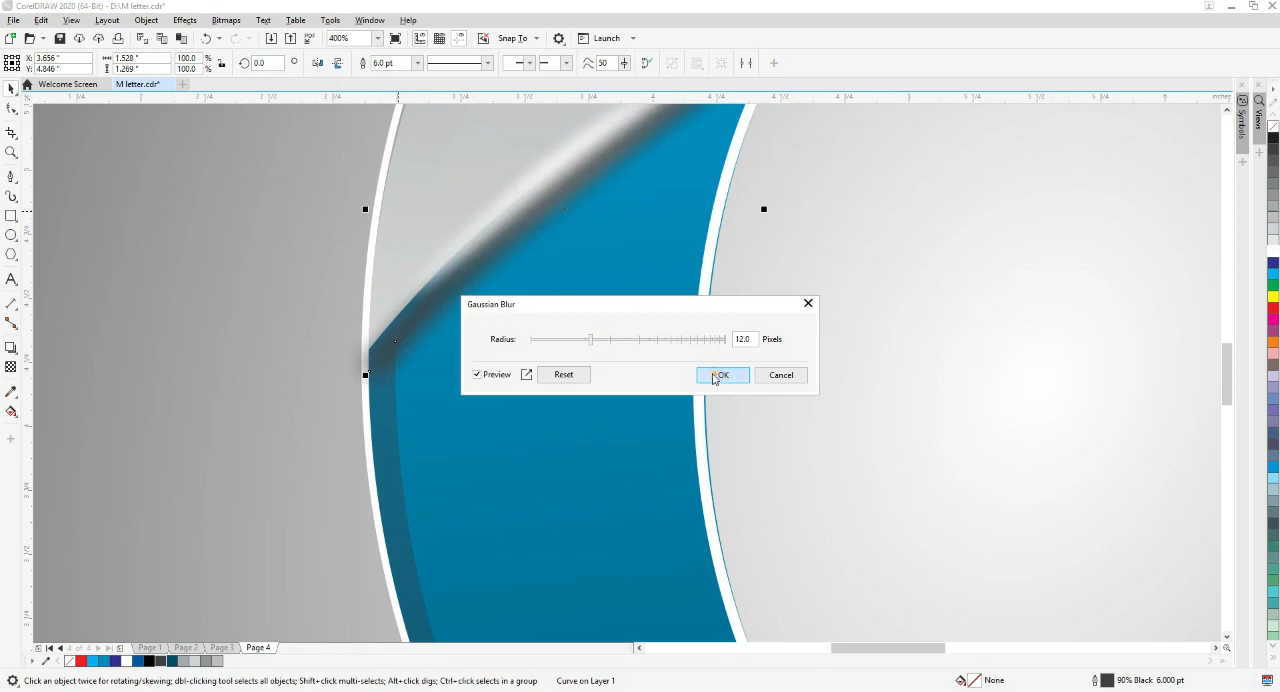 CorelDRAW 2020 (64-Bit) - D:\M letter.cdr*
File Edit View Layout Object Effects Bitmaps Text Table Tools Window Help
PDF 400% Snap To Launch
X: 3.656 " 1.528 " 100.0 % 0.0 6.0 pt 50
Y: 4.846 " 1.269 " 100.0 %
Welcome Screen M letter.cdr*
inches
Symbols
Views
Gaussian Blur
Radius: 12.0 Pixels
Preview Reset OK Cancel
4 of 4 Page 1 Page 2 Page 3 Page 4
Click an object twice for rotating/skewing; dbl-clicking tool selects all objects; Shift+click multi-selects; Alt+click digs; Ctrl+click selects in a group Curve on Layer 1 None 90% Black 6.000 pt